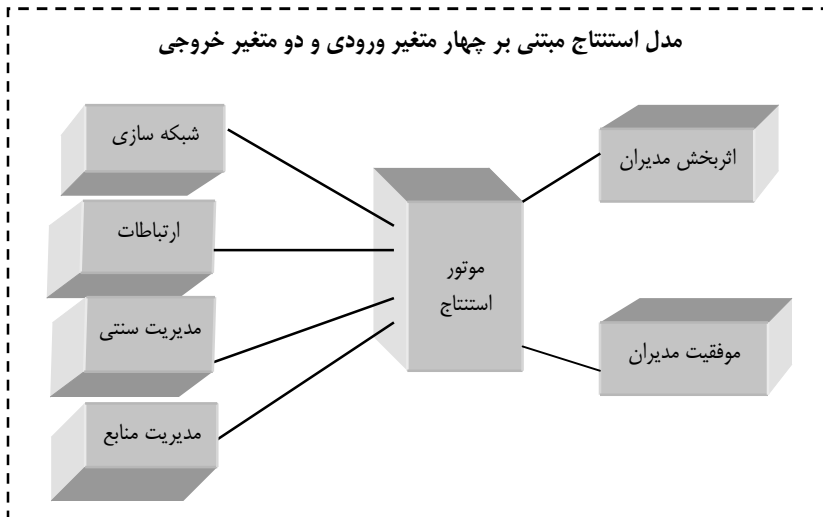 مدل استنتاج مبتنی بر چهار متغیر ورودی و دو متغیر خروجی
شبکه سازی
ارتباطات
مدیریت سنتی
مدیریت منابع
موتور
استنتاج
اثربخش مدیران
موفقیت مدیران